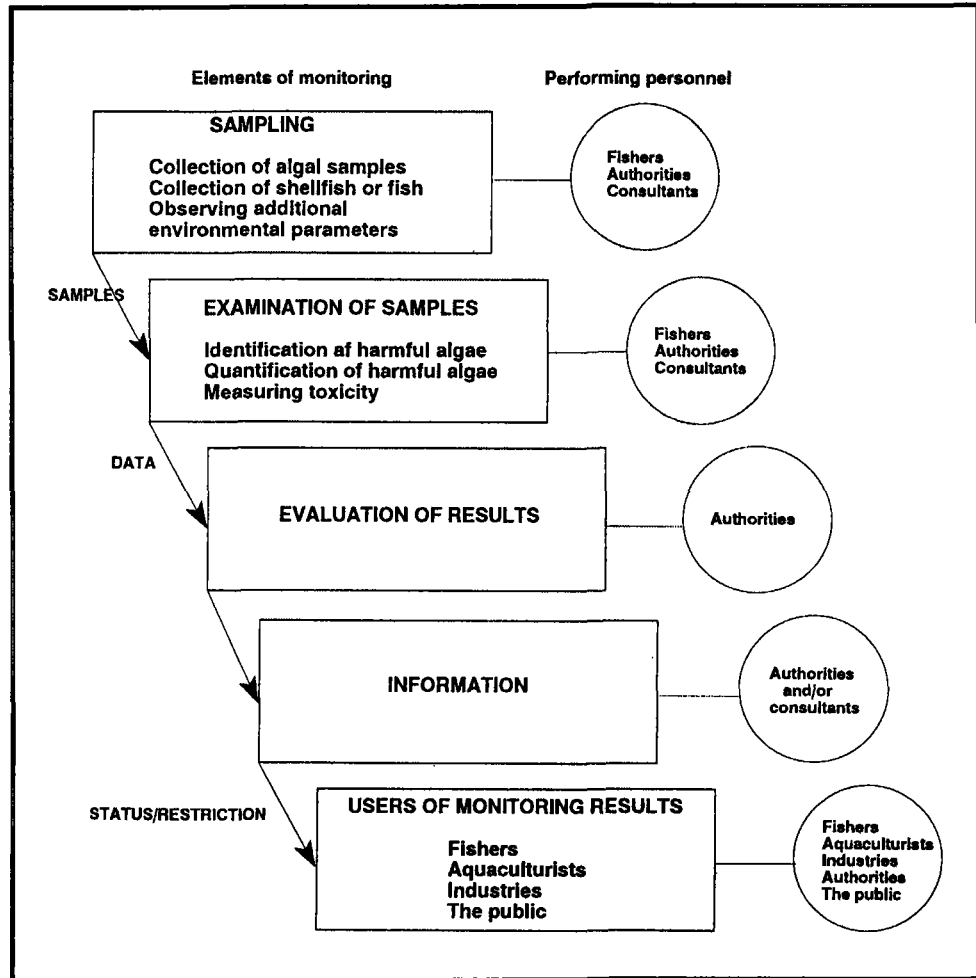 Elements of monitoring
Performing personnel
SAMPLING
Collection of algal samples
Collection of shellfish or fish
Observing additional
environmental parameters
Fishers
Authorities
Consultants
SAMPLES
EXAMINATION OF SAMPLES
Identification af harmful algae
Quantification of harmful algae
Measuring toxicity
Fishers
Authorities
Consultants
DATA
EVALUATION OF RESULTS
Authorities
INFORMATION
Authorities
and/or
consultants
STATUS/RESTRICTION
USERS OF MONITORING RESULTS
Fishers
Aquaculturists
Industries
The public
Fishers
Aquaculturists
Industries
Authorities
The public